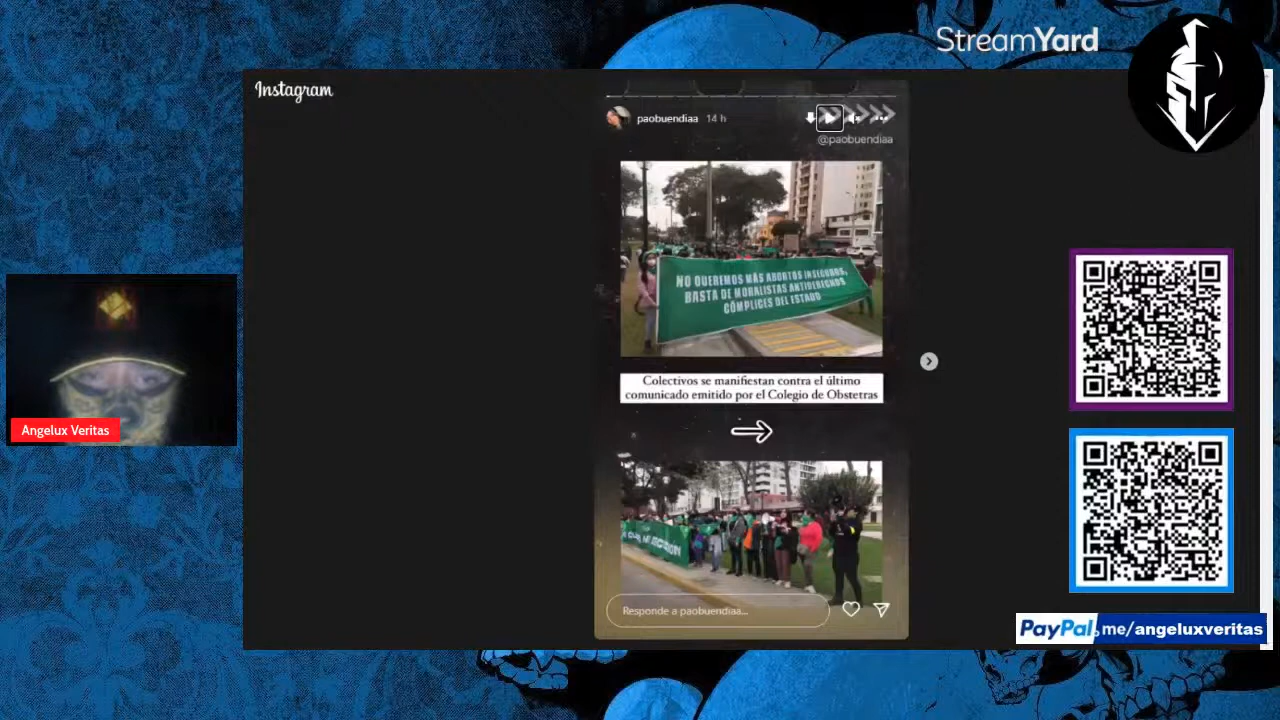 StreamYard
Instagram
paobuendiaa 14 h
@paobuendiaa
NO QUEREMOS MÁS ABORTOS INSEGUROS,
BASTA DE MORALISTAS ANTIDERECHOS
CÓMPLICES DEL ESTADO
Colectivos se manifiestan contra el último
comunicado emitido por el Colegio de Obstetras
Responde a paobuendiaa...
Angelux Veritas
PayPal.me/angeluxveritas